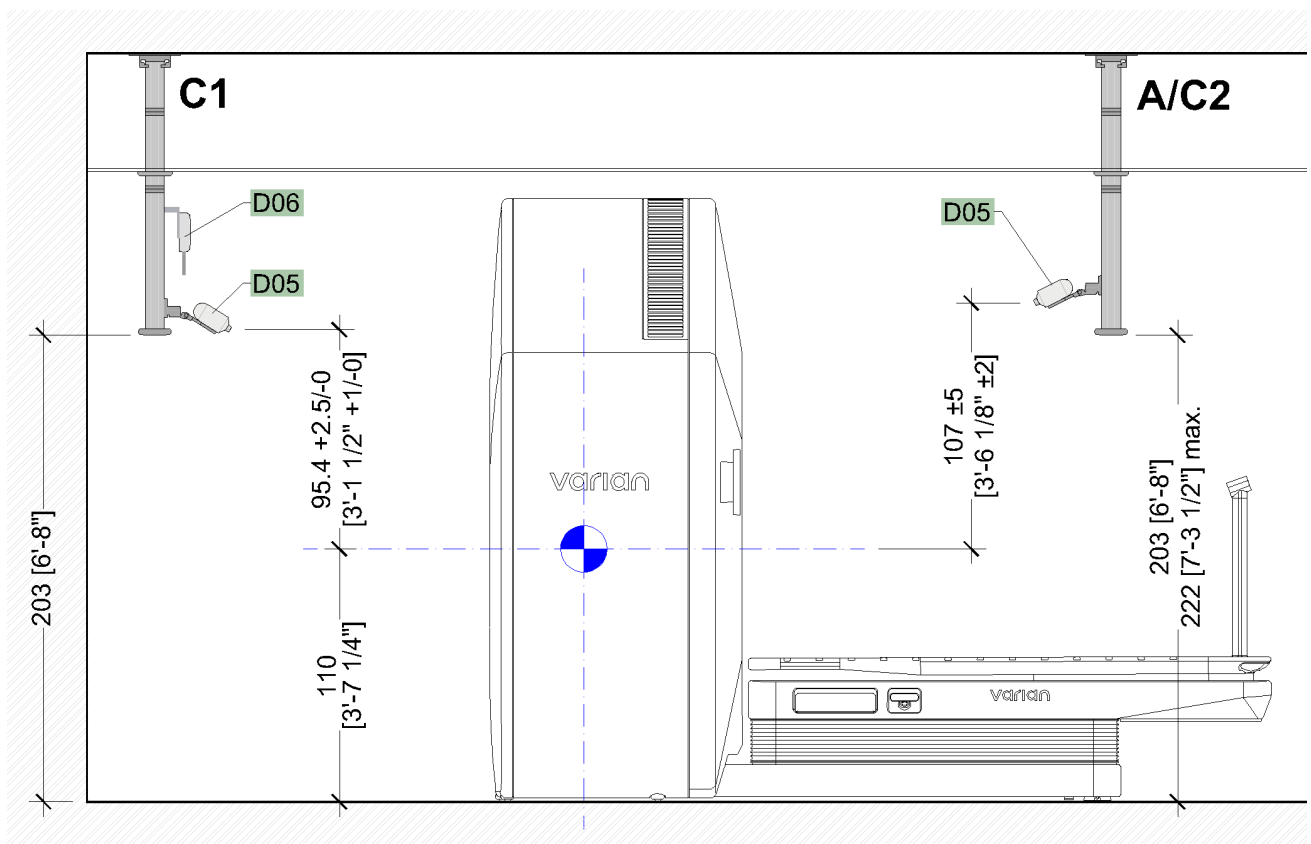 C1
A/C2
D06
D05
D05
95.4 +2.5/-0
[3'-1 1/2" +1/-0]
107 ±5
[3'-6 1/8" ±2]
varian
203 [6'-8"]
203 [6'-8"]
222 [7'-3 1/2"] max.
110
[3'-7 1/4"]
varian